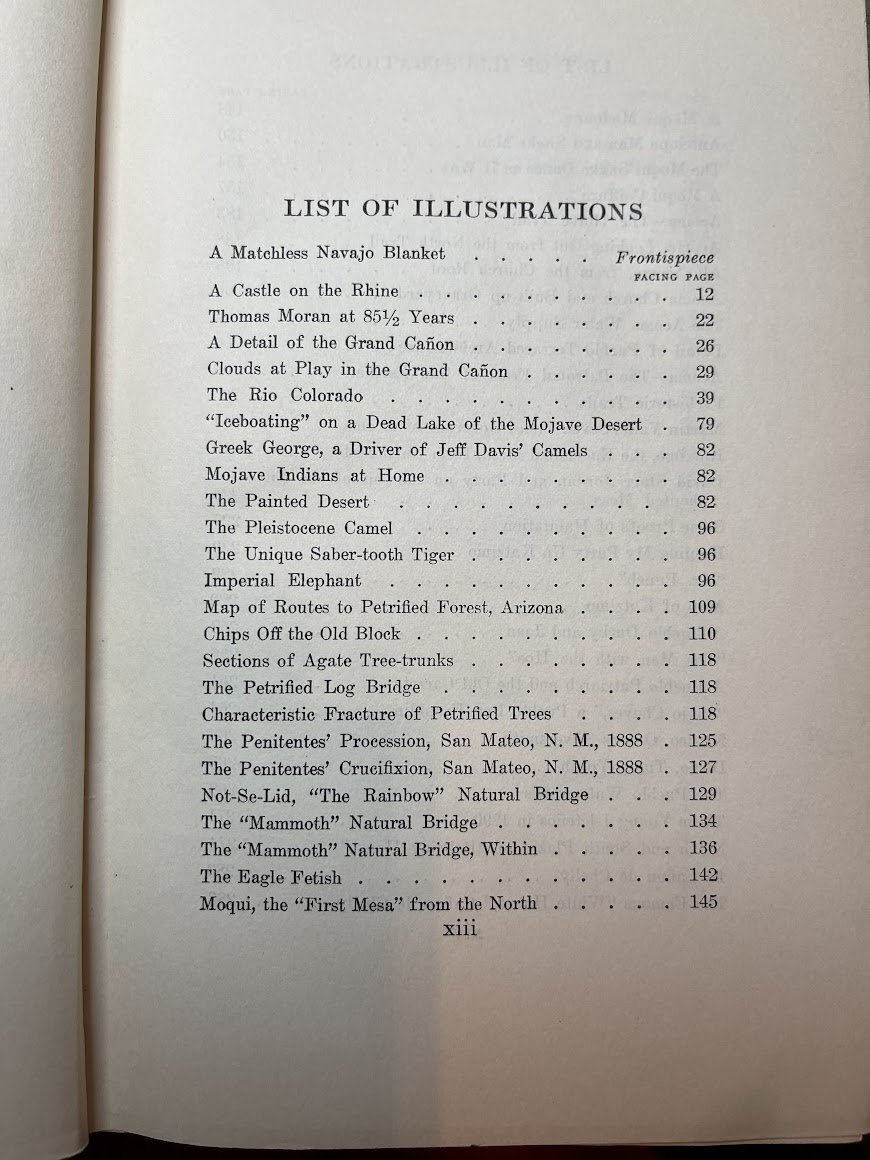 LIST OF ILLUSTRATIONS
A Matchless Navajo Blanket . . . . . Frontispiece
FACING PAGE
A Castle on the Rhine . . . . . . . . . . 12
Thomas Moran at 85½ Years . . . . . . . . 22
A Detail of the Grand Cañon . . . . . . . . 26
Clouds at Play in the Grand Cañon . . . . . . 29
The Rio Colorado . . . . . . . . . . . 39
"Iceboating" on a Dead Lake of the Mojave Desert . 79
Greek George, a Driver of Jeff Davis' Camels . . . 82
Mojave Indians at Home . . . . . . . . . 82
The Painted Desert . . . . . . . . . . 82
The Pleistocene Camel . . . . . . . . . . 96
The Unique Saber-tooth Tiger . . . . . . . . 96
Imperial Elephant . . . . . . . . . . . 96
Map of Routes to Petrified Forest, Arizona . . . . 109
Chips Off the Old Block . . . . . . . . . . 110
Sections of Agate Tree-trunks . . . . . . . . 118
The Petrified Log Bridge . . . . . . . . . 118
Characteristic Fracture of Petrified Trees . . . . 118
The Penitentes' Procession, San Mateo, N. M., 1888 . 125
The Penitentes' Crucifixion, San Mateo, N. M., 1888 . 127
Not-Se-Lid, "The Rainbow" Natural Bridge . . . 129
The "Mammoth" Natural Bridge . . . . . . . 134
The "Mammoth" Natural Bridge, Within . . . . . 136
The Eagle Fetish . . . . . . . . . . . . 142
Moqui, the "First Mesa" from the North . . . . . 145
xiii